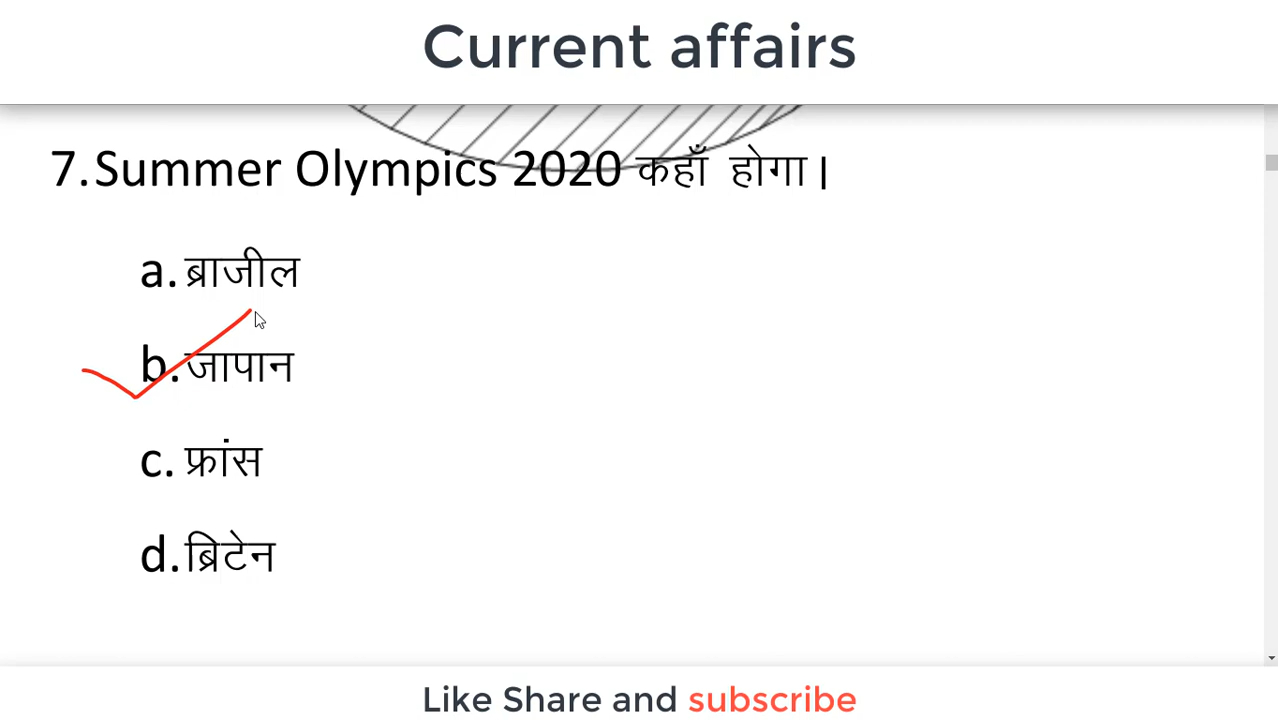 Current affairs
7. Summer Olympics 2020 कहाँ होगा।
a. ब्राजील
b. जापान
c. फ्रांस
d. ब्रिटेन
Like Share and subscribe